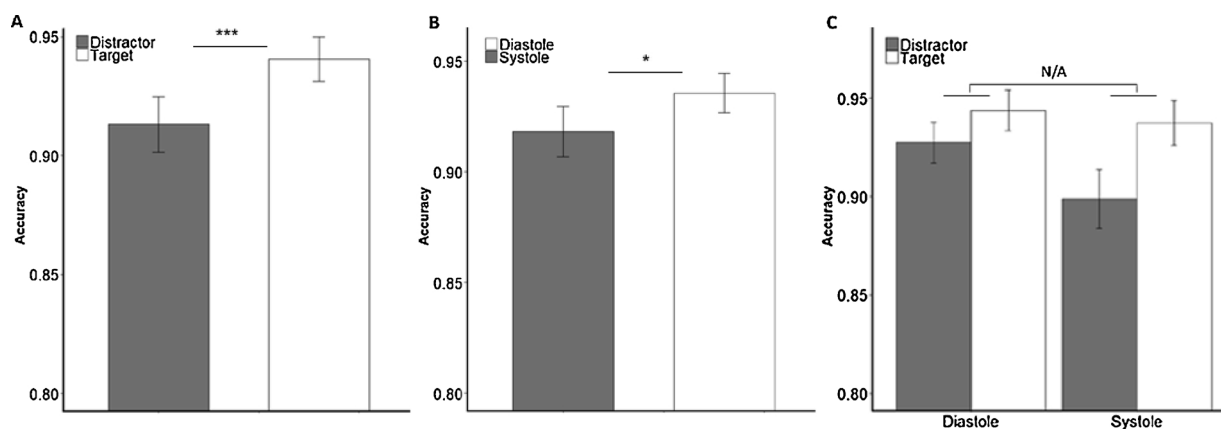 A
Distractor
Target
***
0.95
0.90
0.85
0.80
Accuracy
B
Diastole
Systole
*
0.95
0.90
0.85
0.80
Accuracy
C
Distractor
Target
N/A
0.95
0.90
0.85
0.80
Accuracy
Diastole
Systole